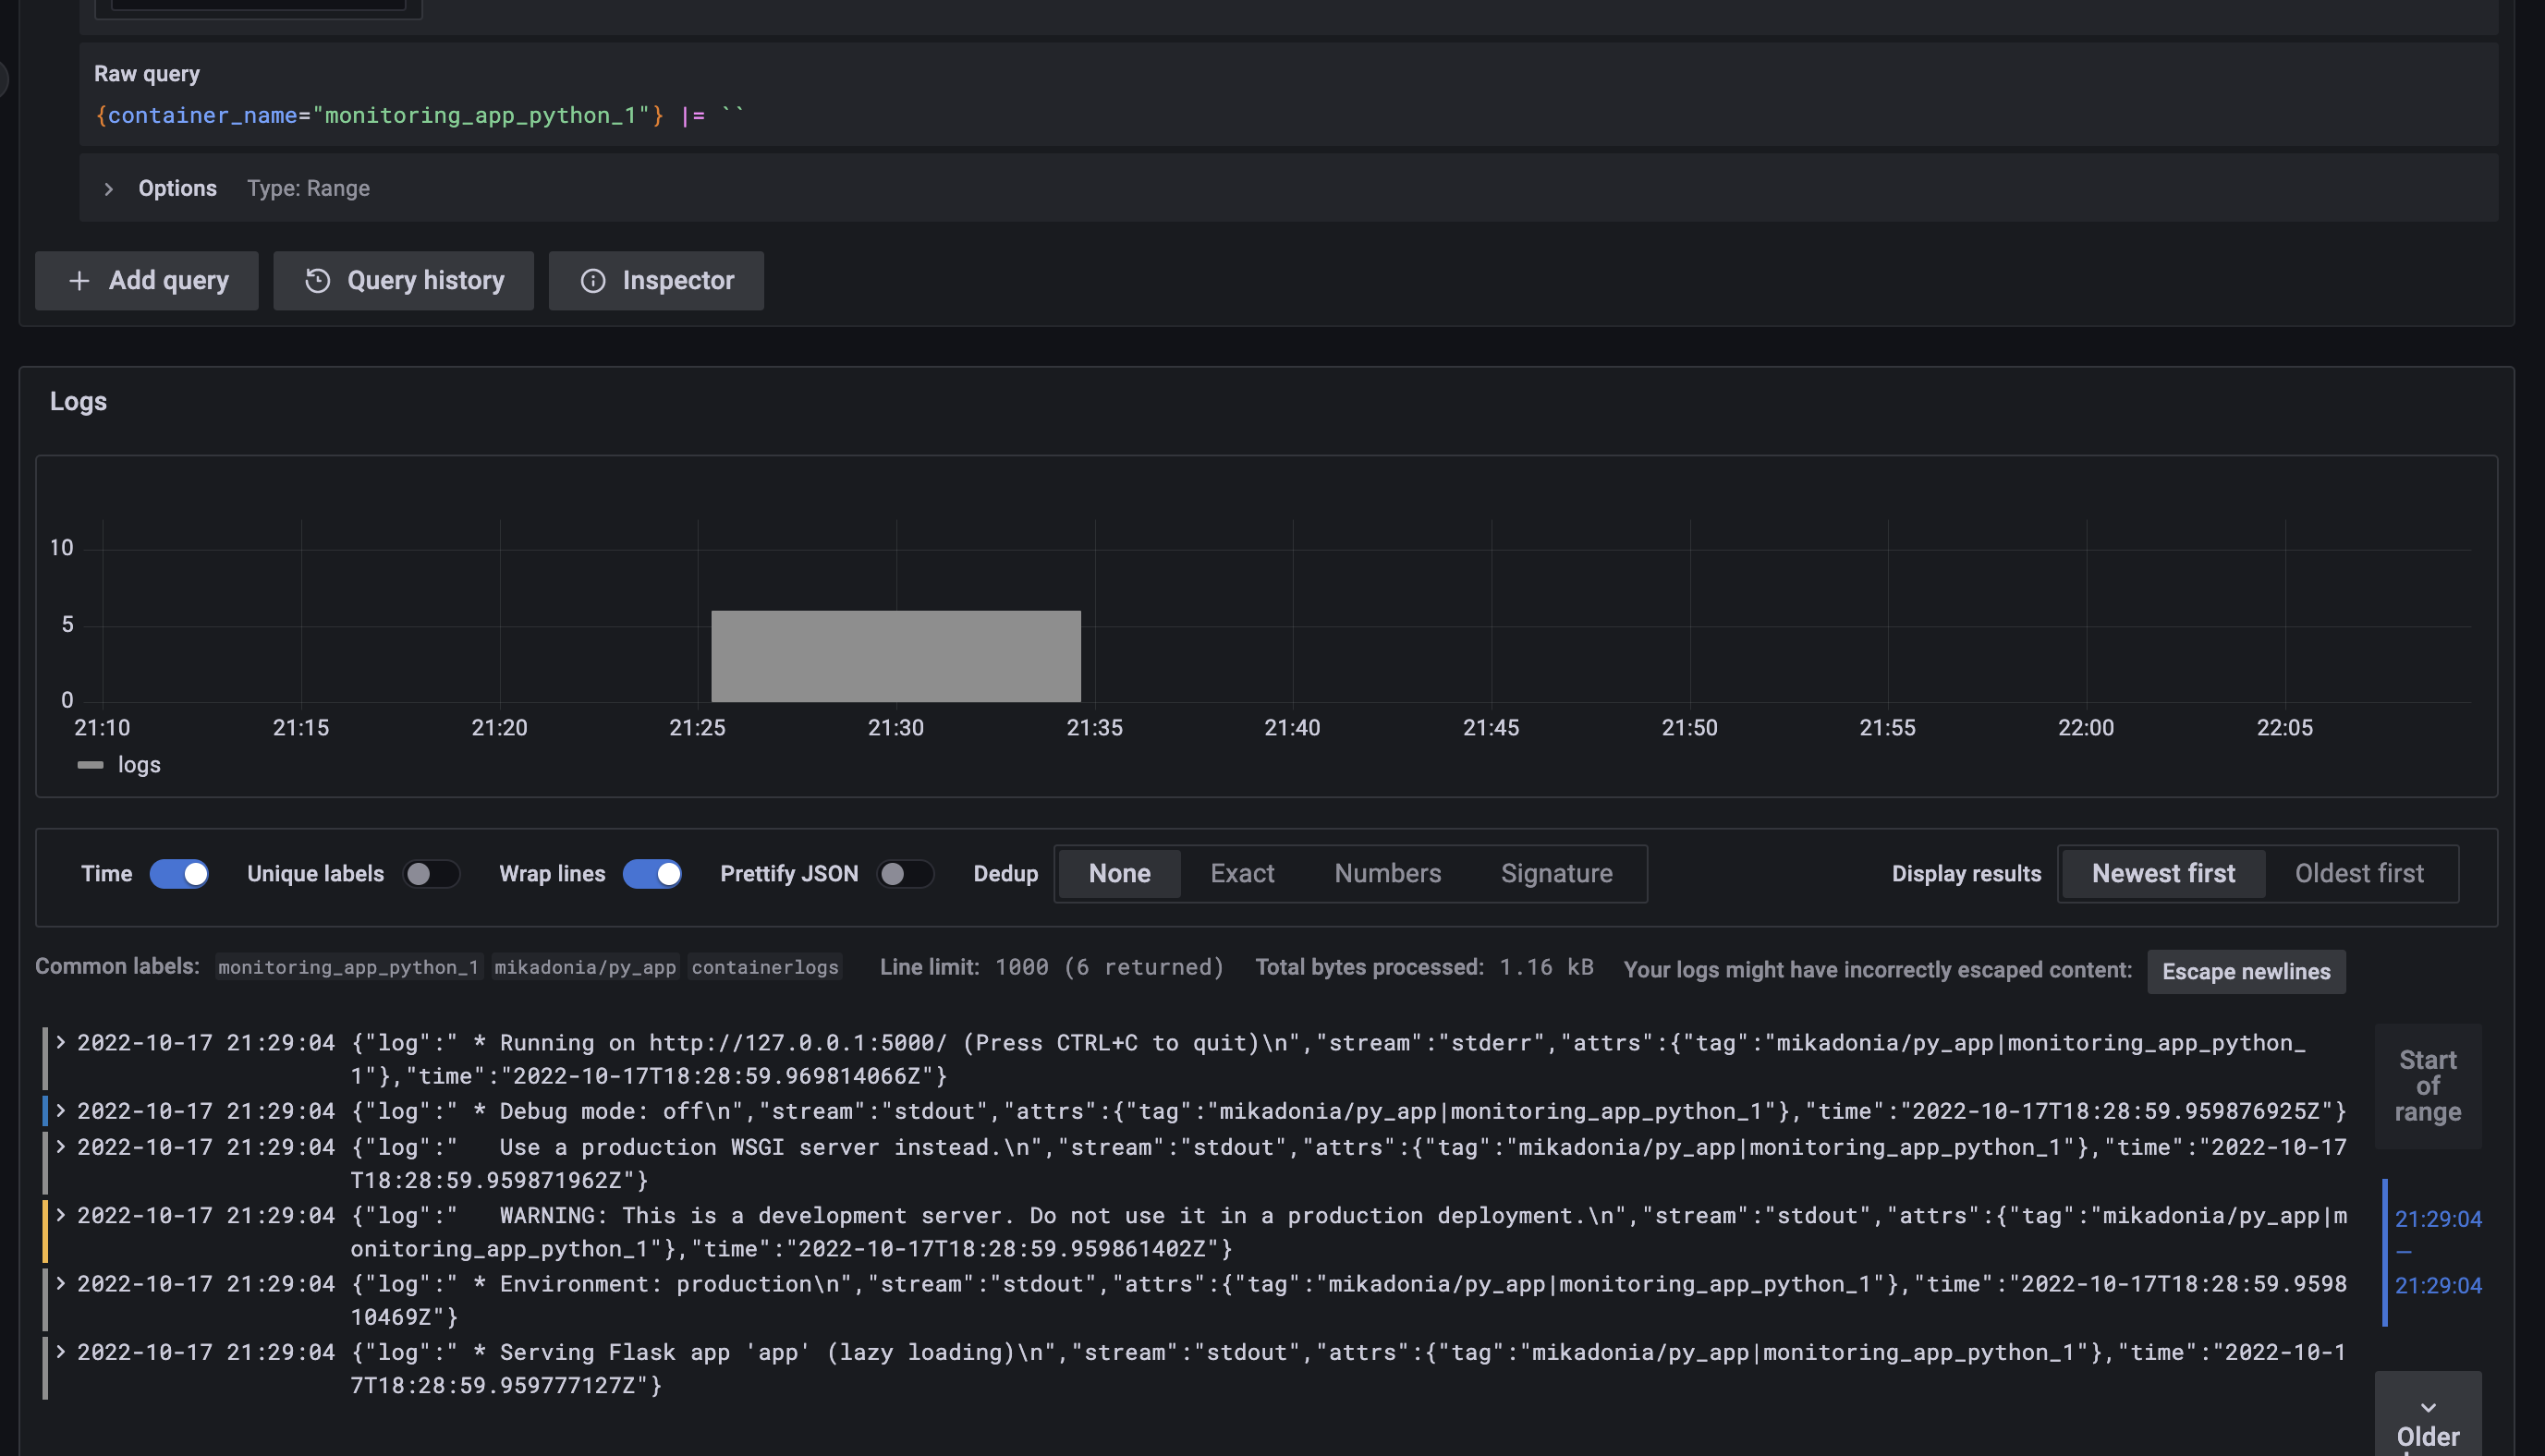 Raw query
{container_name="monitoring_app_python_1"} |= ``
Options Type: Range
Add query Query history Inspector
Logs
10
5
0
21:10 21:15 21:20 21:25 21:30 21:35 21:40 21:45 21:50 21:55 22:00 22:05
logs
Time Unique labels Wrap lines Prettify JSON Dedup None Exact Numbers Signature Display results Newest first Oldest first
Common labels: monitoring_app_python_1 mikadonia/py_app containerlogs Line limit: 1000 (6 returned) Total bytes processed: 1.16 kB Your logs might have incorrectly escaped content: Escape newlines
2022-10-17 21:29:04 {"log":" * Running on http://127.0.0.1:5000/ (Press CTRL+C to quit)\n","stream":"stderr","attrs":{"tag":"mikadonia/py_app|monitoring_app_python_
1"},"time":"2022-10-17T18:28:59.969814066Z"}
2022-10-17 21:29:04 {"log":" * Debug mode: off\n","stream":"stdout","attrs":{"tag":"mikadonia/py_app|monitoring_app_python_1"},"time":"2022-10-17T18:28:59.959876925Z"}
2022-10-17 21:29:04 {"log":"   Use a production WSGI server instead.\n","stream":"stdout","attrs":{"tag":"mikadonia/py_app|monitoring_app_python_1"},"time":"2022-10-17
T18:28:59.959871962Z"}
2022-10-17 21:29:04 {"log":"   WARNING: This is a development server. Do not use it in a production deployment.\n","stream":"stdout","attrs":{"tag":"mikadonia/py_app|m
onitoring_app_python_1"},"time":"2022-10-17T18:28:59.959861402Z"}
2022-10-17 21:29:04 {"log":" * Environment: production\n","stream":"stdout","attrs":{"tag":"mikadonia/py_app|monitoring_app_python_1"},"time":"2022-10-17T18:28:59.9598
10469Z"}
2022-10-17 21:29:04 {"log":" * Serving Flask app 'app' (lazy loading)\n","stream":"stdout","attrs":{"tag":"mikadonia/py_app|monitoring_app_python_1"},"time":"2022-10-1
7T18:28:59.959777127Z"}
Start
of
range
21:29:04
—
21:29:04
Older